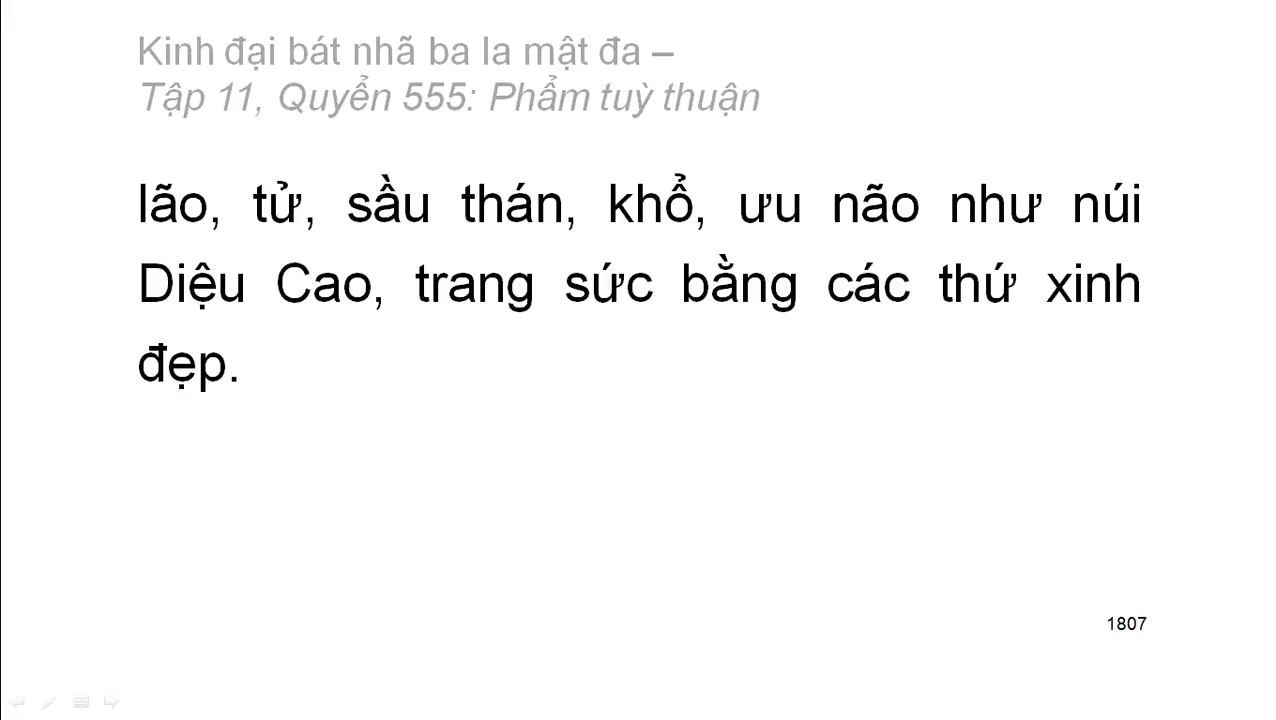 Kinh đại bát nhã ba la mật đa –
Tập 11, Quyển 555: Phẩm tuỳ thuận
lão, tử, sầu thán, khổ, ưu não như núi
Diệu Cao, trang sức bằng các thứ xinh
đẹp.
1807